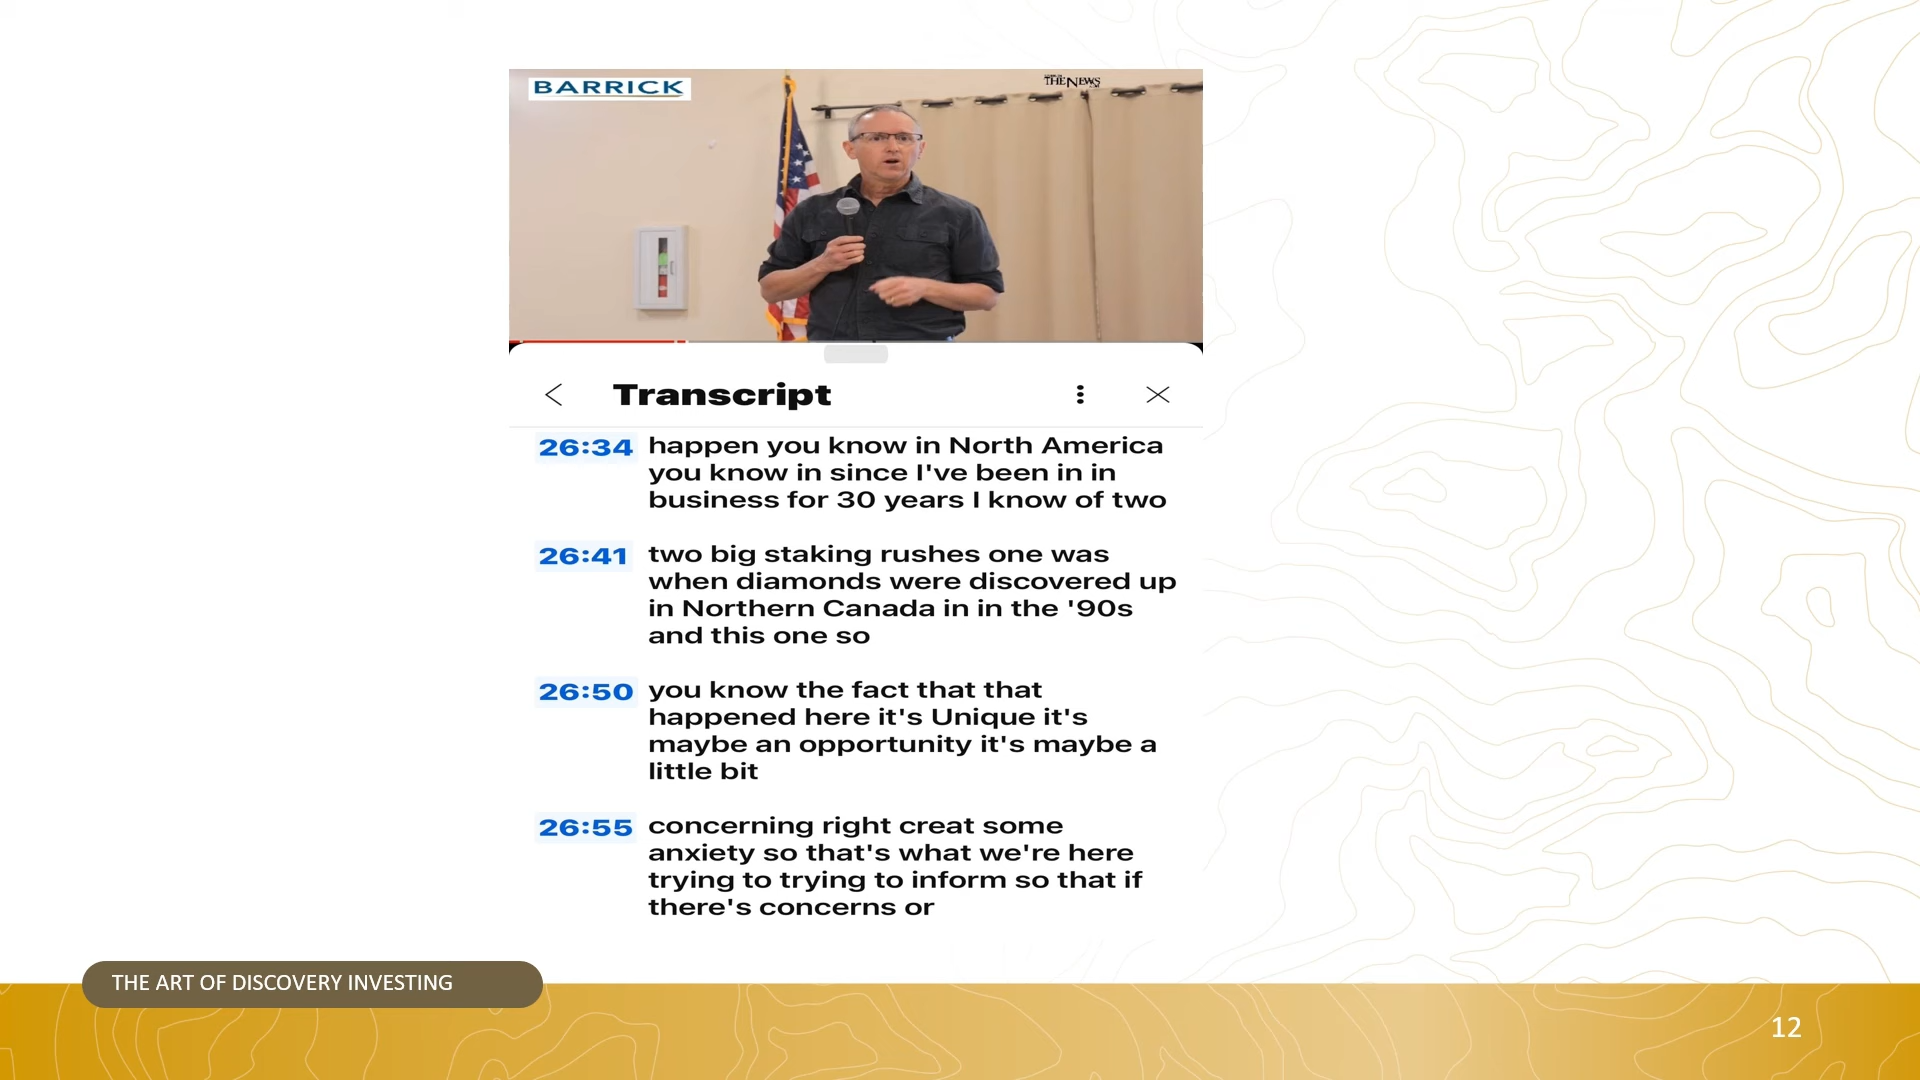 BARRICK
THE NEWS
Transcript
26:34
happen you know in North America
you know in since I've been in in
business for 30 years I know of two
26:41
two big staking rushes one was
when diamonds were discovered up
in Northern Canada in in the '90s
and this one so
26:50
you know the fact that that
happened here it's Unique it's
maybe an opportunity it's maybe a
little bit
26:55
concerning right creat some
anxiety so that's what we're here
trying to trying to inform so that if
there's concerns or
THE ART OF DISCOVERY INVESTING
12